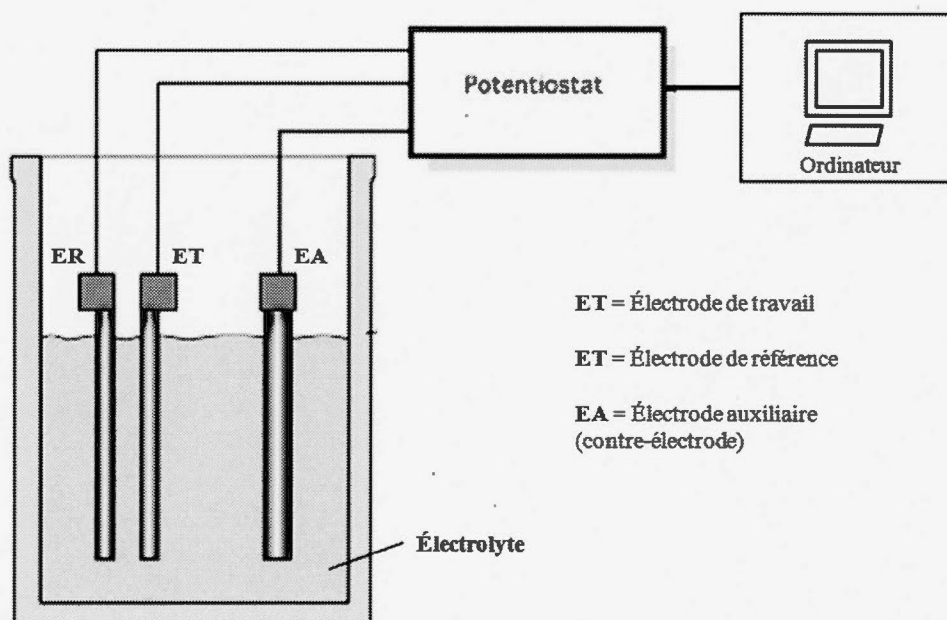 Potentiostat
Ordinateur
ER
ET
EA
ET = Électrode de travail
ET = Électrode de référence
EA = Électrode auxiliaire
(contre-électrode)
Électrolyte